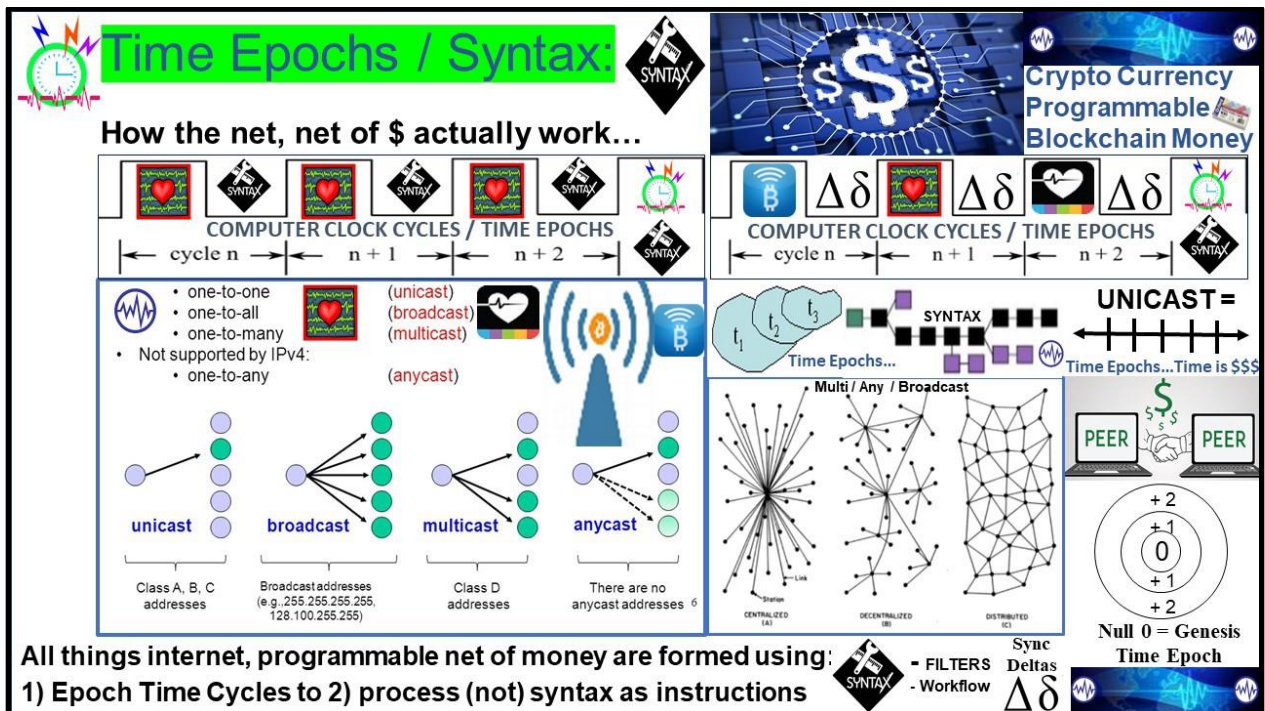 Time Epochs / Syntax:
SYNTAX
How the net, net of $ actually work…
$ $ $
Crypto Currency
Programmable
Blockchain Money
SYNTAX
SYNTAX
SYNTAX
COMPUTER CLOCK CYCLES / TIME EPOCHS
cycle n
n + 1
n + 2
SYNTAX
Δδ
Δδ
Δδ
COMPUTER CLOCK CYCLES / TIME EPOCHS
cycle n
n + 1
n + 2
SYNTAX
• one-to-one (unicast)
• one-to-all (broadcast)
• one-to-many (multicast)
• Not supported by IPv4:
• one-to-any (anycast)
unicast
broadcast
multicast
anycast
Class A, B, C
addresses
Broadcast addresses
(e.g.,255.255.255.255,
128.100.255.255)
Class D
addresses
There are no
anycast addresses 6
t1
t2
t3
Time Epochs...
SYNTAX
UNICAST =
Time Epochs...Time is $$$
Multi / Any / Broadcast
Link
Station
CENTRALIZED
(A)
DECENTRALIZED
(B)
DISTRIBUTED
(C)
$
$ $
$
PEER
PEER
+ 2
+ 1
0
+ 1
+ 2
Null 0 = Genesis
Time Epoch
All things internet, programmable net of money are formed using:
1) Epoch Time Cycles to 2) process (not) syntax as instructions
SYNTAX
= FILTERS
- Workflow
Sync
Deltas
Δδ